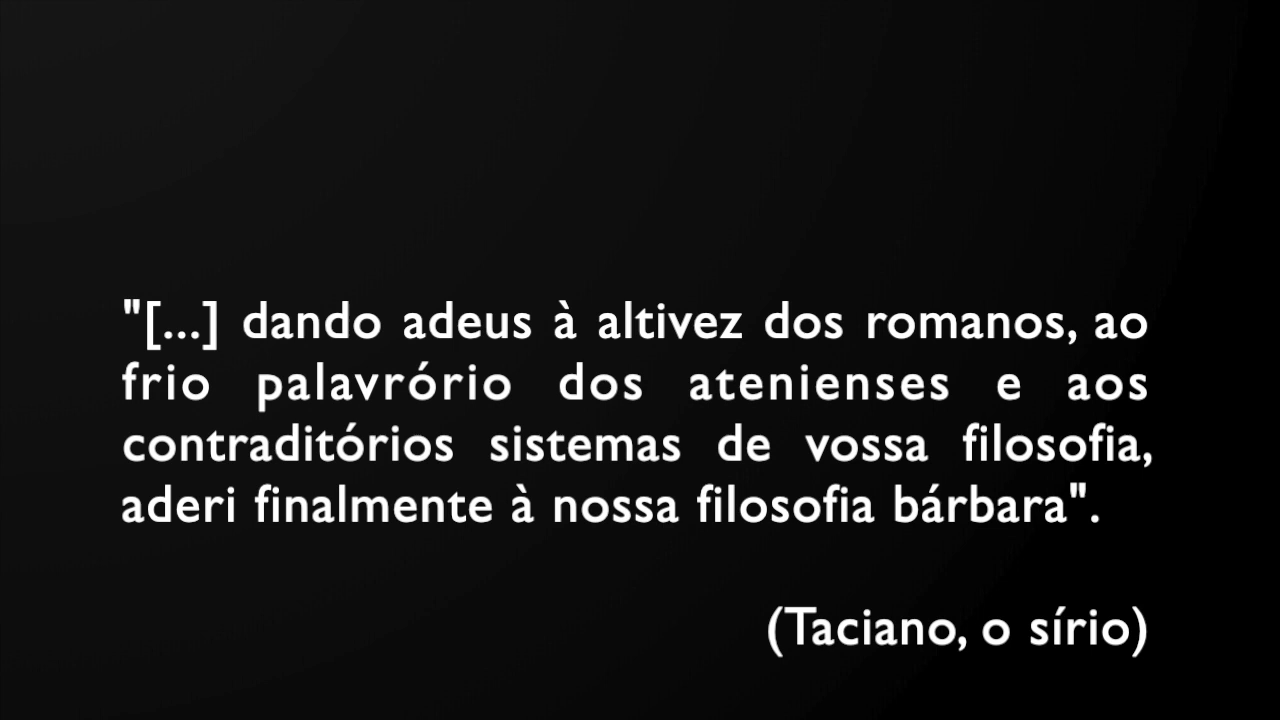 "[...] dando adeus à altivez dos romanos, ao
frio palavrório dos atenienses e aos
contraditórios sistemas de vossa filosofia,
aderi finalmente à nossa filosofia bárbara".
(Taciano, o sírio)